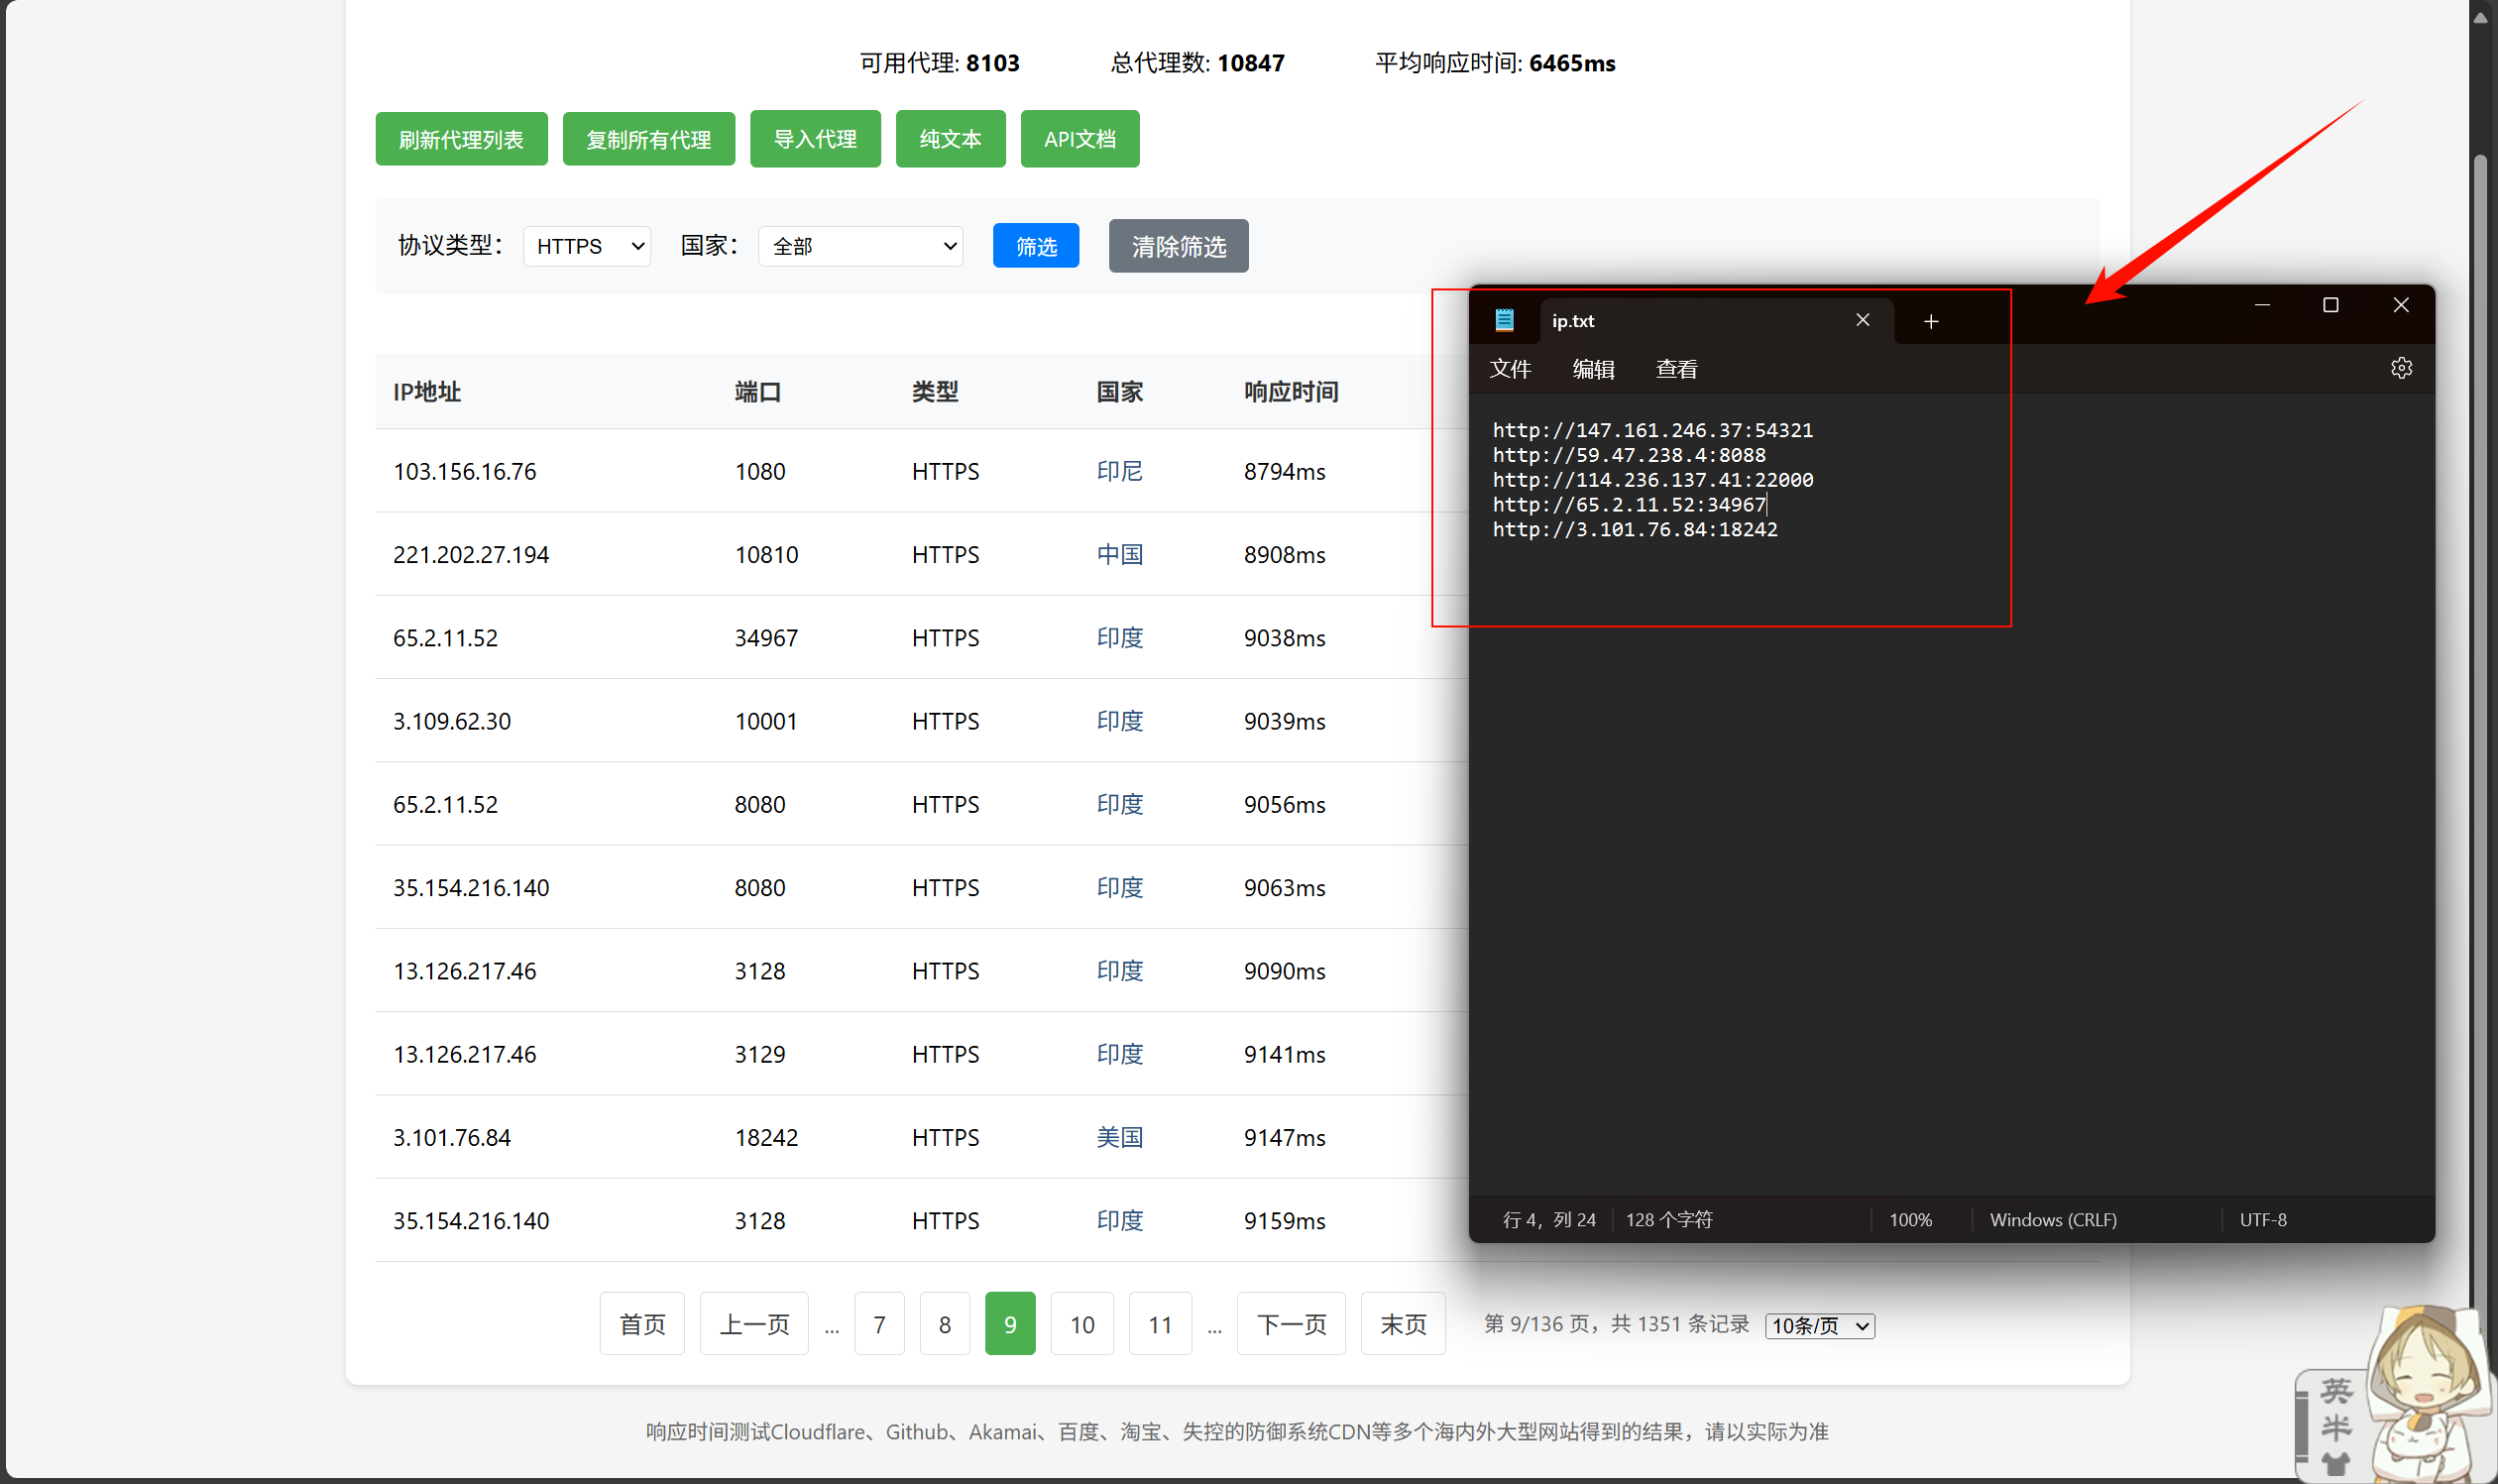 可用代理: 8103 总代理数: 10847 平均响应时间: 6465ms
刷新代理列表 复制所有代理 导入代理 纯文本 API文档
协议类型： HTTPS 国家： 全部 筛选 清除筛选
IP地址 端口 类型 国家 响应时间
103.156.16.76 1080 HTTPS 印尼 8794ms
221.202.27.194 10810 HTTPS 中国 8908ms
65.2.11.52 34967 HTTPS 印度 9038ms
3.109.62.30 10001 HTTPS 印度 9039ms
65.2.11.52 8080 HTTPS 印度 9056ms
35.154.216.140 8080 HTTPS 印度 9063ms
13.126.217.46 3128 HTTPS 印度 9090ms
13.126.217.46 3129 HTTPS 印度 9141ms
3.101.76.84 18242 HTTPS 美国 9147ms
35.154.216.140 3128 HTTPS 印度 9159ms
首页 上一页 ... 7 8 9 10 11 ... 下一页 末页 第 9/136 页，共 1351 条记录 10条/页
响应时间测试Cloudflare、Github、Akamai、百度、淘宝、失控的防御系统CDN等多个海内外大型网站得到的结果，请以实际为准
ip.txt
文件 编辑 查看
http://147.161.246.37:54321
http://59.47.238.4:8088
http://114.236.137.41:22000
http://65.2.11.52:34967
http://3.101.76.84:18242
行 4，列 24 128 个字符 100% Windows (CRLF) UTF-8
英
半